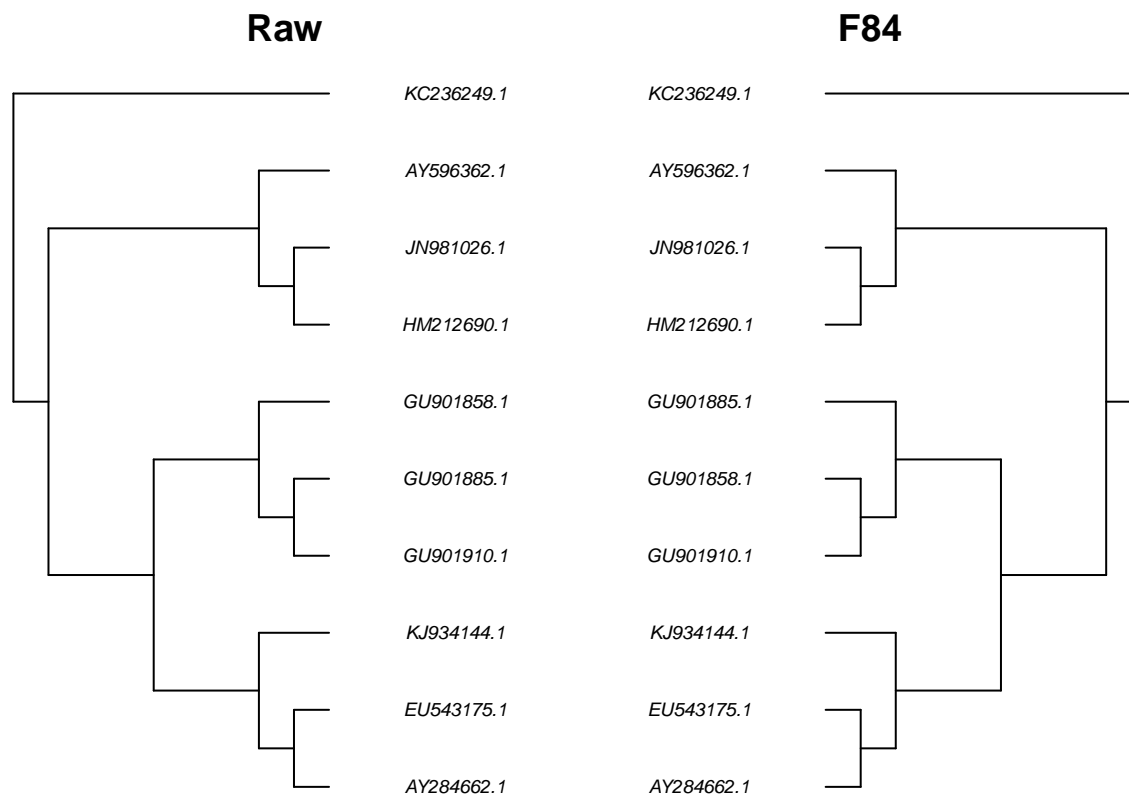 Raw F84
KC236249.1 KC236249.1
AY596362.1 AY596362.1
JN981026.1 JN981026.1
HM212690.1 HM212690.1
GU901858.1 GU901885.1
GU901885.1 GU901858.1
GU901910.1 GU901910.1
KJ934144.1 KJ934144.1
EU543175.1 EU543175.1
AY284662.1 AY284662.1